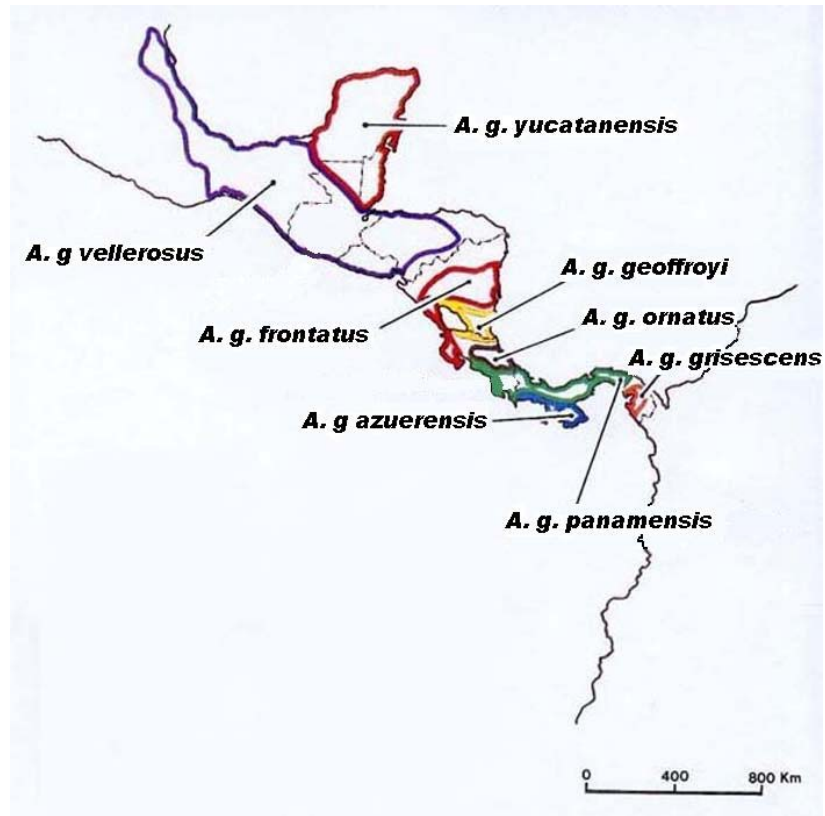 A. g. yucatanensis
A. g vellerosus
A. g. geoffroyi
A. g. frontatus
A. g. ornatus
A. g. grisescens
A. g azuerensis
A. g. panamensis
0 400 800 Km